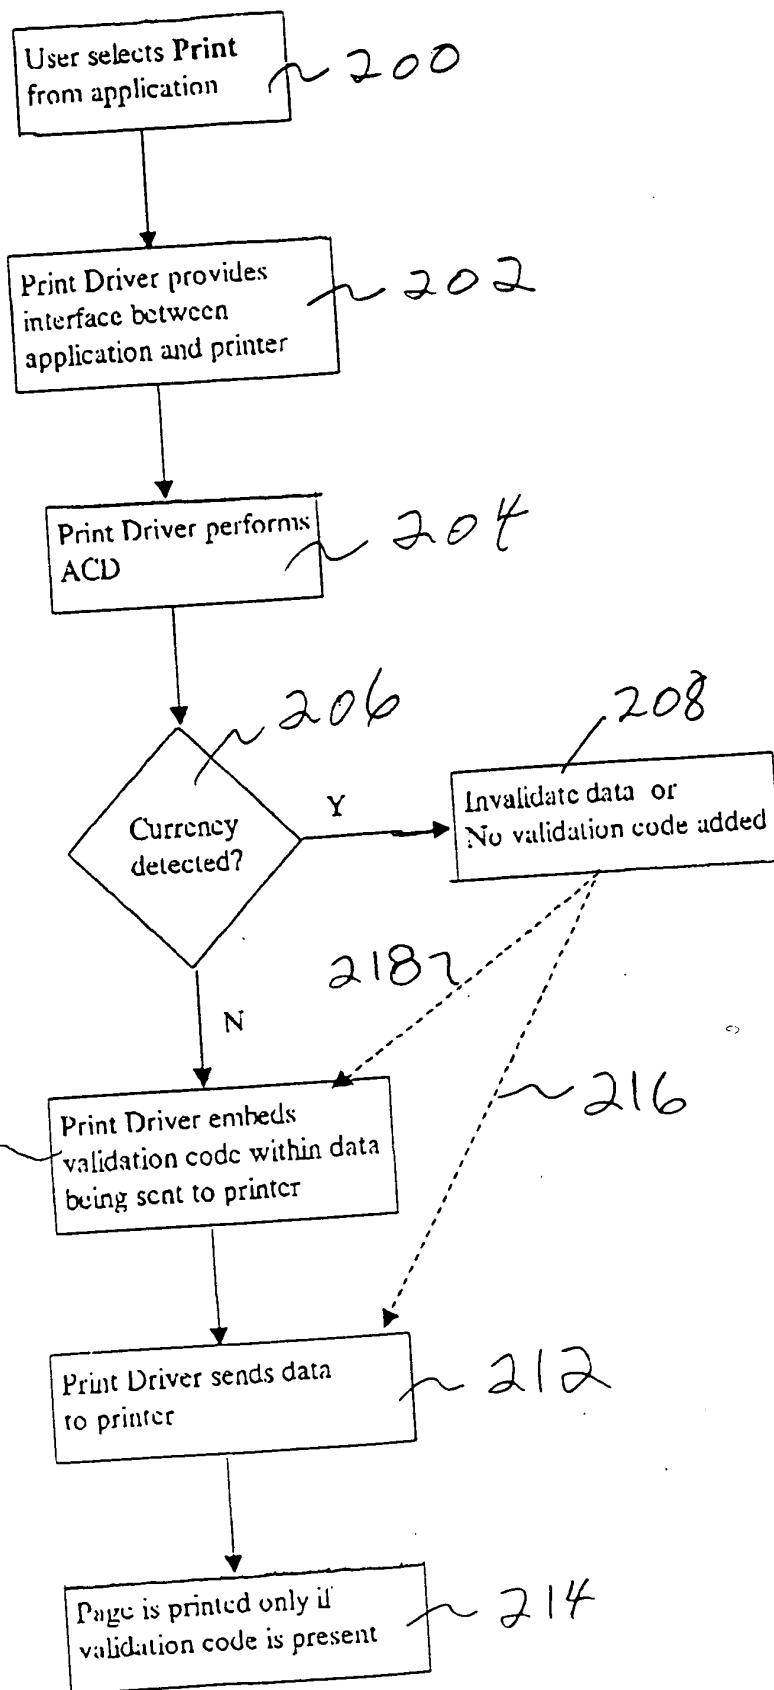 User selects Print
from application
200
Print Driver provides
interface between
application and printer
202
Print Driver performs
ACD
204
206
208
Currency
detected?
Y
Invalidate data or
No validation code added
218
N
216
Print Driver embeds
validation code within data
being sent to printer
Print Driver sends data
to printer
212
Page is printed only if
validation code is present
214